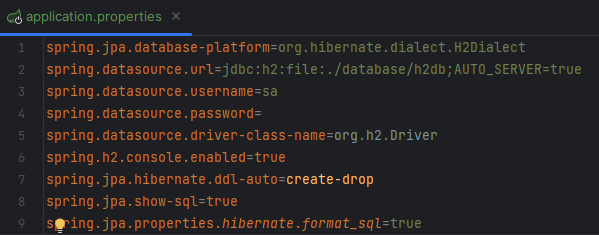 application.properties
1 spring.jpa.database-platform=org.hibernate.dialect.H2Dialect
2 spring.datasource.url=jdbc:h2:file:./database/h2db;AUTO_SERVER=true
3 spring.datasource.username=sa
4 spring.datasource.password=
5 spring.datasource.driver-class-name=org.h2.Driver
6 spring.h2.console.enabled=true
7 spring.jpa.hibernate.ddl-auto=create-drop
8 spring.jpa.show-sql=true
9 spring.jpa.properties.hibernate.format_sql=true